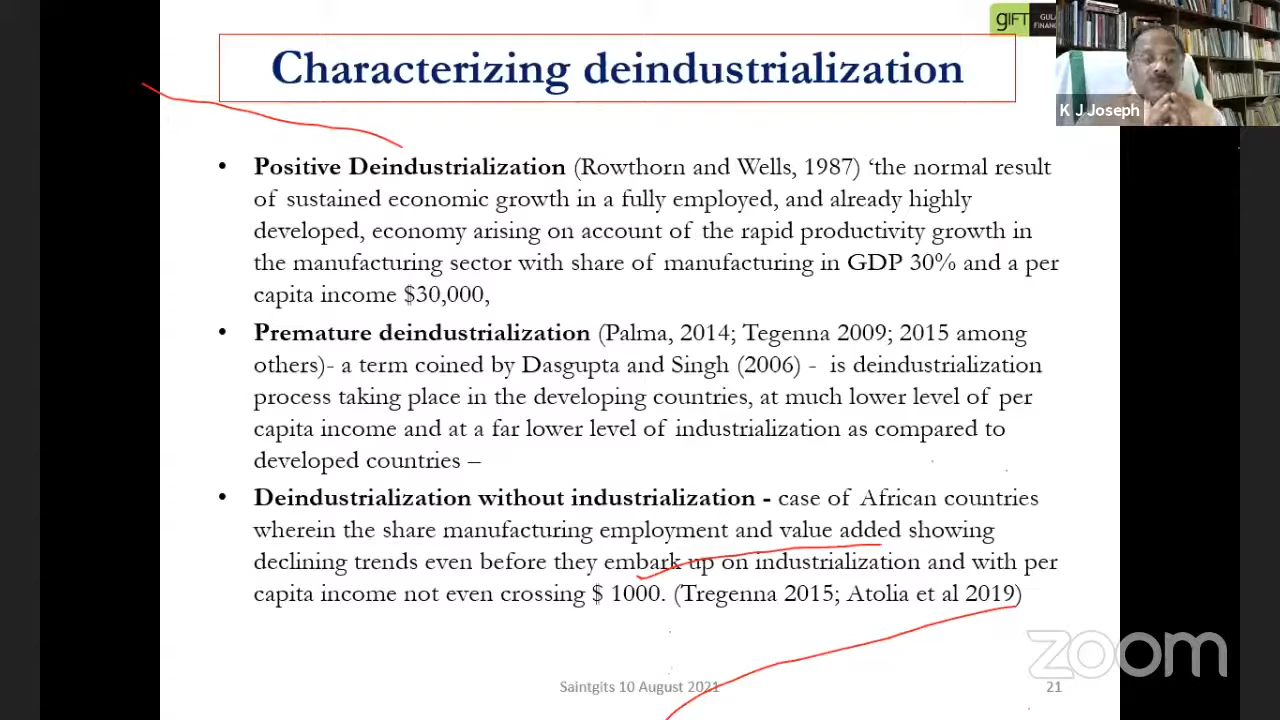 gIFT
GULA
FINANC
Characterizing deindustrialization
K J Joseph
• Positive Deindustrialization (Rowthorn and Wells, 1987) ‘the normal result
of sustained economic growth in a fully employed, and already highly
developed, economy arising on account of the rapid productivity growth in
the manufacturing sector with share of manufacturing in GDP 30% and a per
capita income $30,000,
• Premature deindustrialization (Palma, 2014; Tegenna 2009; 2015 among
others)- a term coined by Dasgupta and Singh (2006) - is deindustrialization
process taking place in the developing countries, at much lower level of per
capita income and at a far lower level of industrialization as compared to
developed countries –
• Deindustrialization without industrialization - case of African countries
wherein the share manufacturing employment and value added showing
declining trends even before they embark up on industrialization and with per
capita income not even crossing $ 1000. (Tregenna 2015; Atolia et al 2019)
zoom
Saintgits 10 August 2021
21